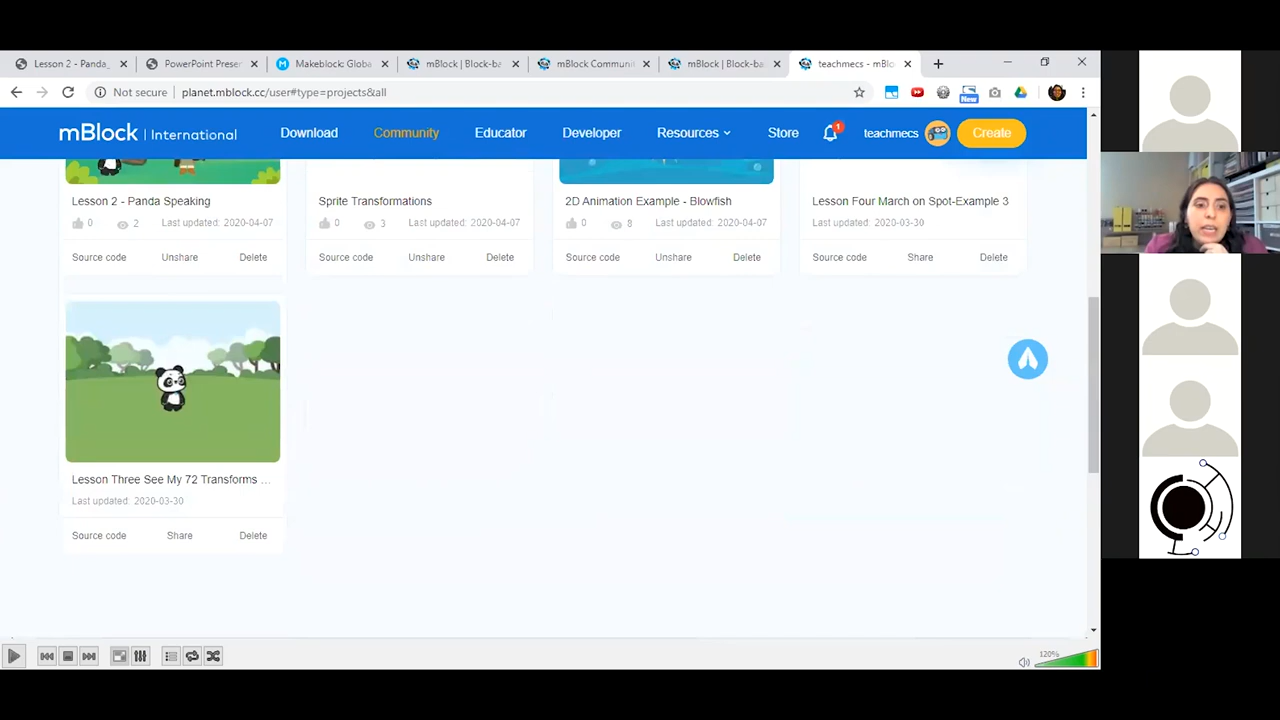 Lesson 2 - Panda_
PowerPoint Preser
Makeblock: Globa
mBlock | Block-ba
mBlock Communi
mBlock | Block-ba
teachmecs - mBlo
Not secure | planet.mblock.cc/user#type=projects&all
New
mBlock | International
Download
Community
Educator
Developer
Resources
Store
1
teachmecs
Create
Lesson 2 - Panda Speaking
Sprite Transformations
2D Animation Example - Blowfish
Lesson Four March on Spot-Example 3
0 2 Last updated: 2020-04-07
0 3 Last updated: 2020-04-07
0 8 Last updated: 2020-04-07
Last updated: 2020-03-30
Source code Unshare Delete
Source code Unshare Delete
Source code Unshare Delete
Source code Share Delete
Lesson Three See My 72 Transforms ...
Last updated: 2020-03-30
Source code Share Delete
120%